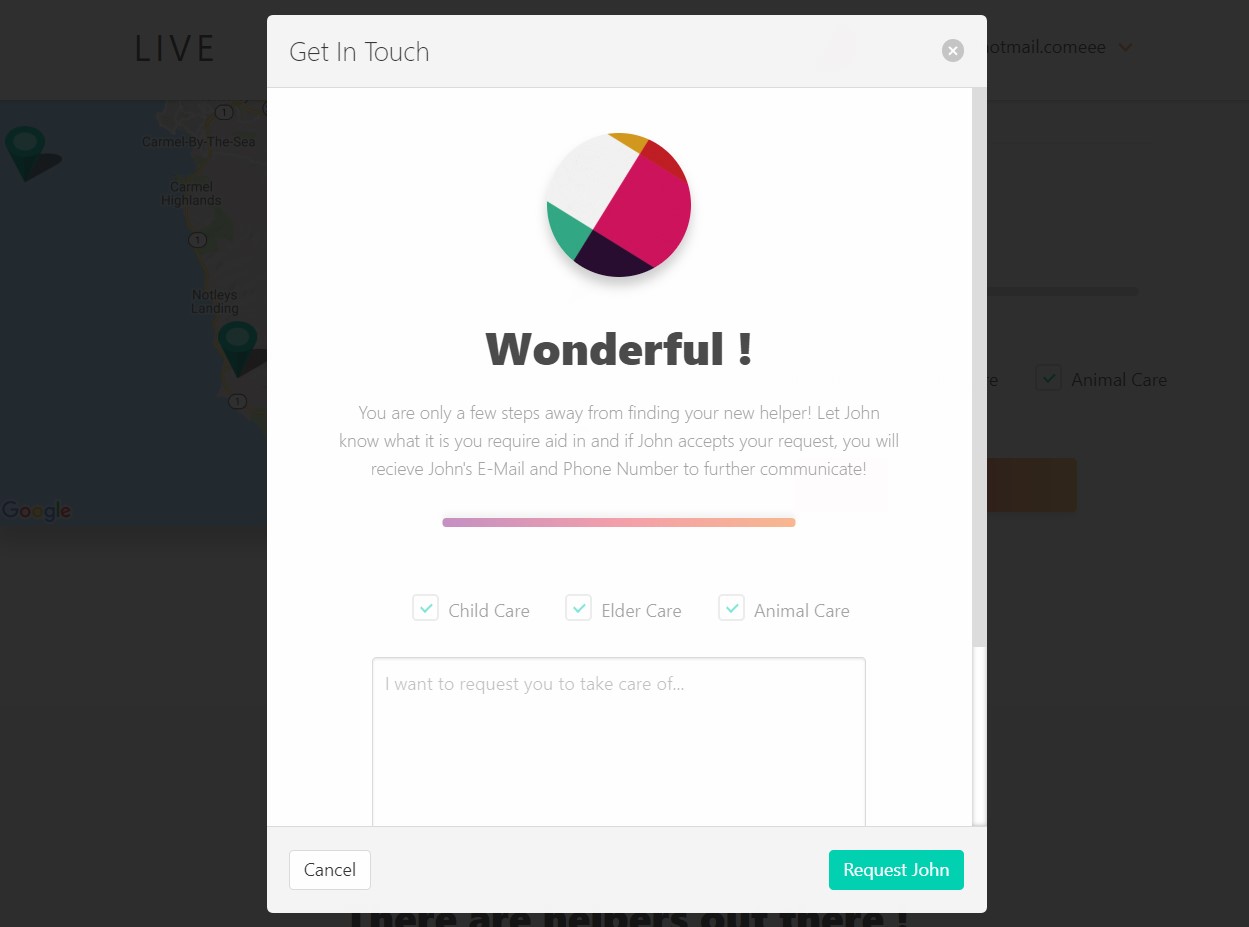 LIVE
Get In Touch
hotmail.comeee
1
Carmel-By-The-Sea
Carmel
Highlands
1
Notleys
Landing
1
Google
Wonderful !
You are only a few steps away from finding your new helper! Let John
know what it is you require aid in and if John accepts your request, you will
recieve John's E-Mail and Phone Number to further communicate!
Animal Care
Child Care
Elder Care
Animal Care
I want to request you to take care of...
Cancel
Request John
There are helpers out there !